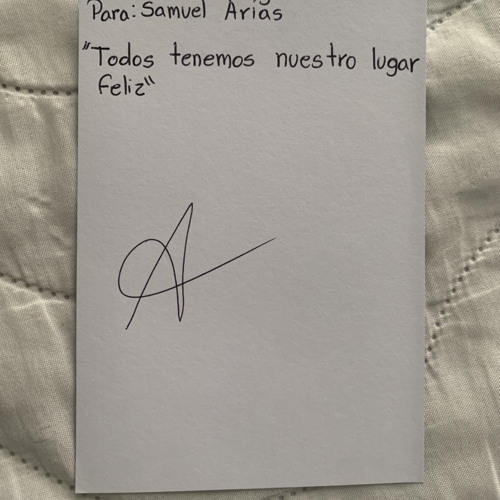 Para: Samuel Arias
"Todos tenemos nuestro lugar
feliz"